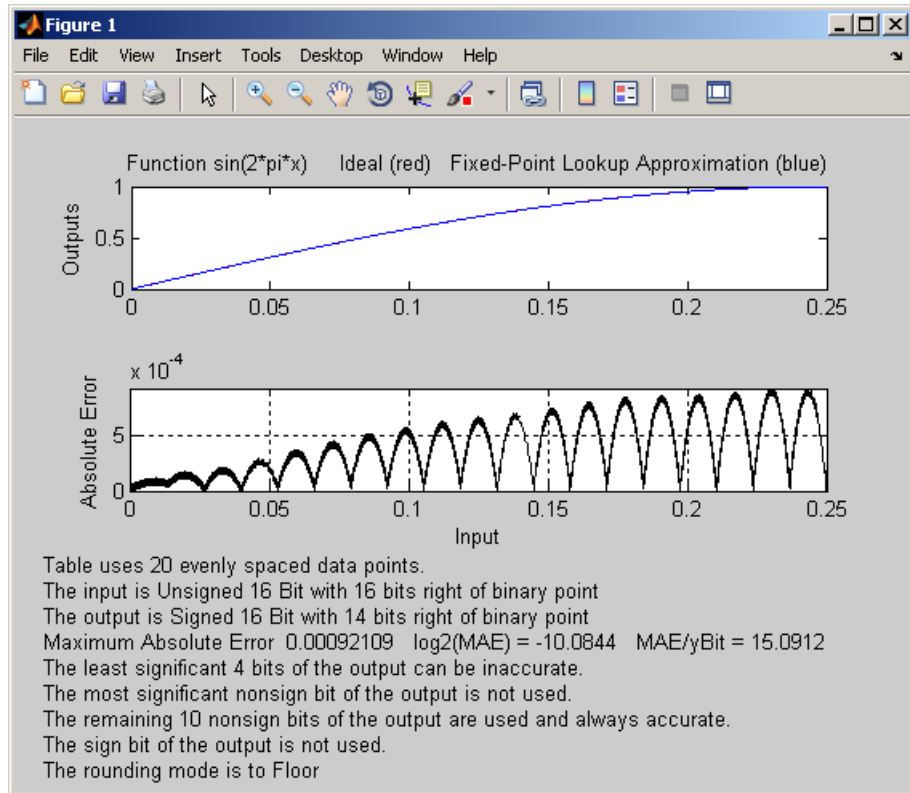 Figure 1
File Edit View Insert Tools Desktop Window Help
Function sin(2*pi*x) Ideal (red) Fixed-Point Lookup Approximation (blue)
Outputs
1
0.5
0
0 0.05 0.1 0.15 0.2 0.25
x 10^-4
Absolute Error
5
0
0 0.05 0.1 0.15 0.2 0.25
Input
Table uses 20 evenly spaced data points.
The input is Unsigned 16 Bit with 16 bits right of binary point
The output is Signed 16 Bit with 14 bits right of binary point
Maximum Absolute Error 0.00092109 log2(MAE) = -10.0844 MAE/yBit = 15.0912
The least significant 4 bits of the output can be inaccurate.
The most significant nonsign bit of the output is not used.
The remaining 10 nonsign bits of the output are used and always accurate.
The sign bit of the output is not used.
The rounding mode is to Floor